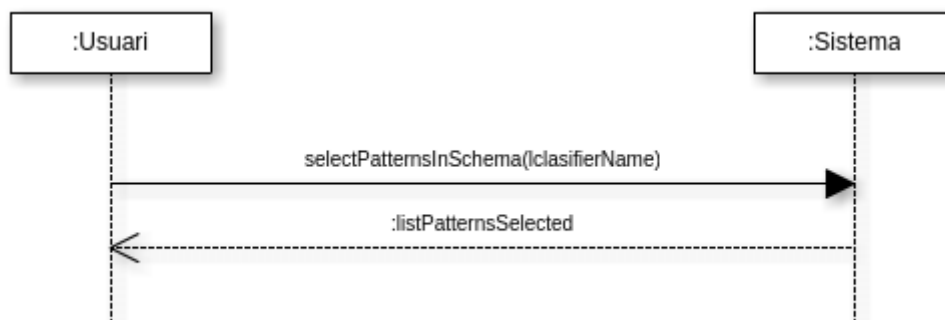 :Usuari
:Sistema
selectPatternsInSchema(lclasifierName)
:listPatternsSelected